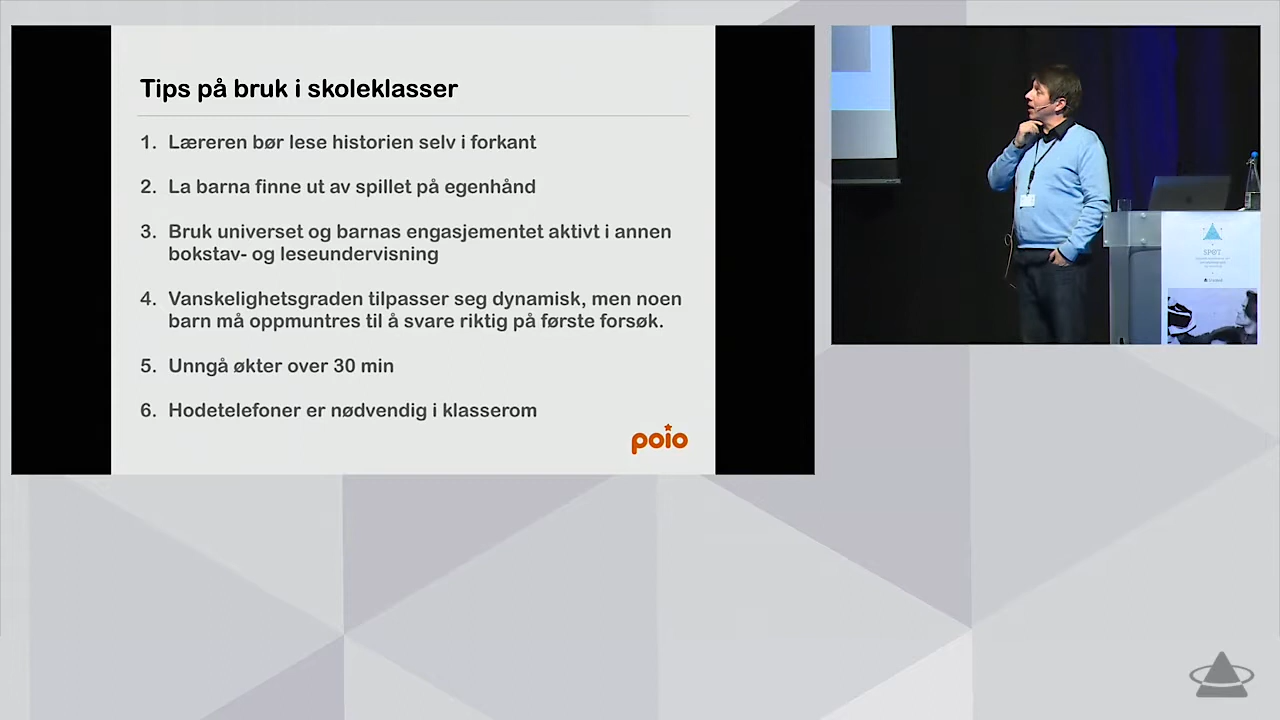 Tips på bruk i skoleklasser
1. Læreren bør lese historien selv i forkant
2. La barna finne ut av spillet på egenhånd
3. Bruk universet og barnas engasjementet aktivt i annen
bokstav- og leseundervisning
4. Vanskelighetsgraden tilpasser seg dynamisk, men noen
barn må oppmuntres til å svare riktig på første forsøk.
5. Unngå økter over 30 min
6. Hodetelefoner er nødvendig i klasserom
poio
SPOT